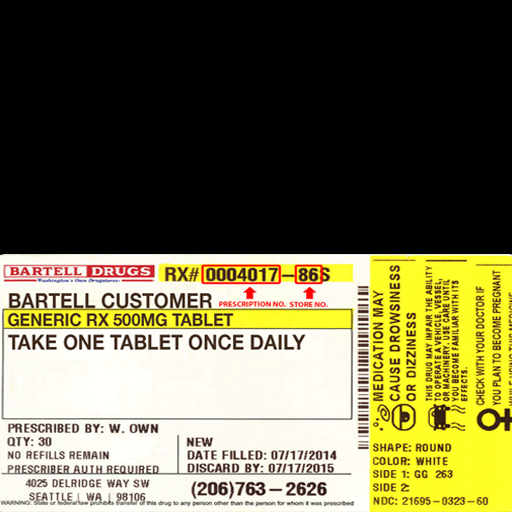 BARTELL DRUGS
Washington's Own Drugstores
RX# 0004017-86S
PRESCRIPTION NO. STORE NO.
BARTELL CUSTOMER
GENERIC RX 500MG TABLET
TAKE ONE TABLET ONCE DAILY
PRESCRIBED BY: W. OWN
QTY: 30
NO REFILLS REMAIN
PRESCRIBER AUTH REQUIRED
NEW
DATE FILLED: 07/17/2014
DISCARD BY: 07/17/2015
4025 DELRIDGE WAY SW
SEATTLE | WA | 98106
(206)763-2626
WARNING: State or federal law prohibits transfer of this drug to any person other than the person for whom it was prescribed
MEDICATION MAY
CAUSE DROWSINESS
OR DIZZINESS
THIS DRUG MAY IMPAIR THE ABILITY
TO OPERATE A VEHICLE, VESSEL,
OR MACHINERY. USE CARE UNTIL
YOU BECOME FAMILIAR WITH ITS
EFFECTS.
CHECK WITH YOUR DOCTOR IF
YOU PLAN TO BECOME PREGNANT
WHILE USING THIS MEDICINE
SHAPE: ROUND
COLOR: WHITE
SIDE 1: GG 263
SIDE 2:
NDC: 21695-0323-60